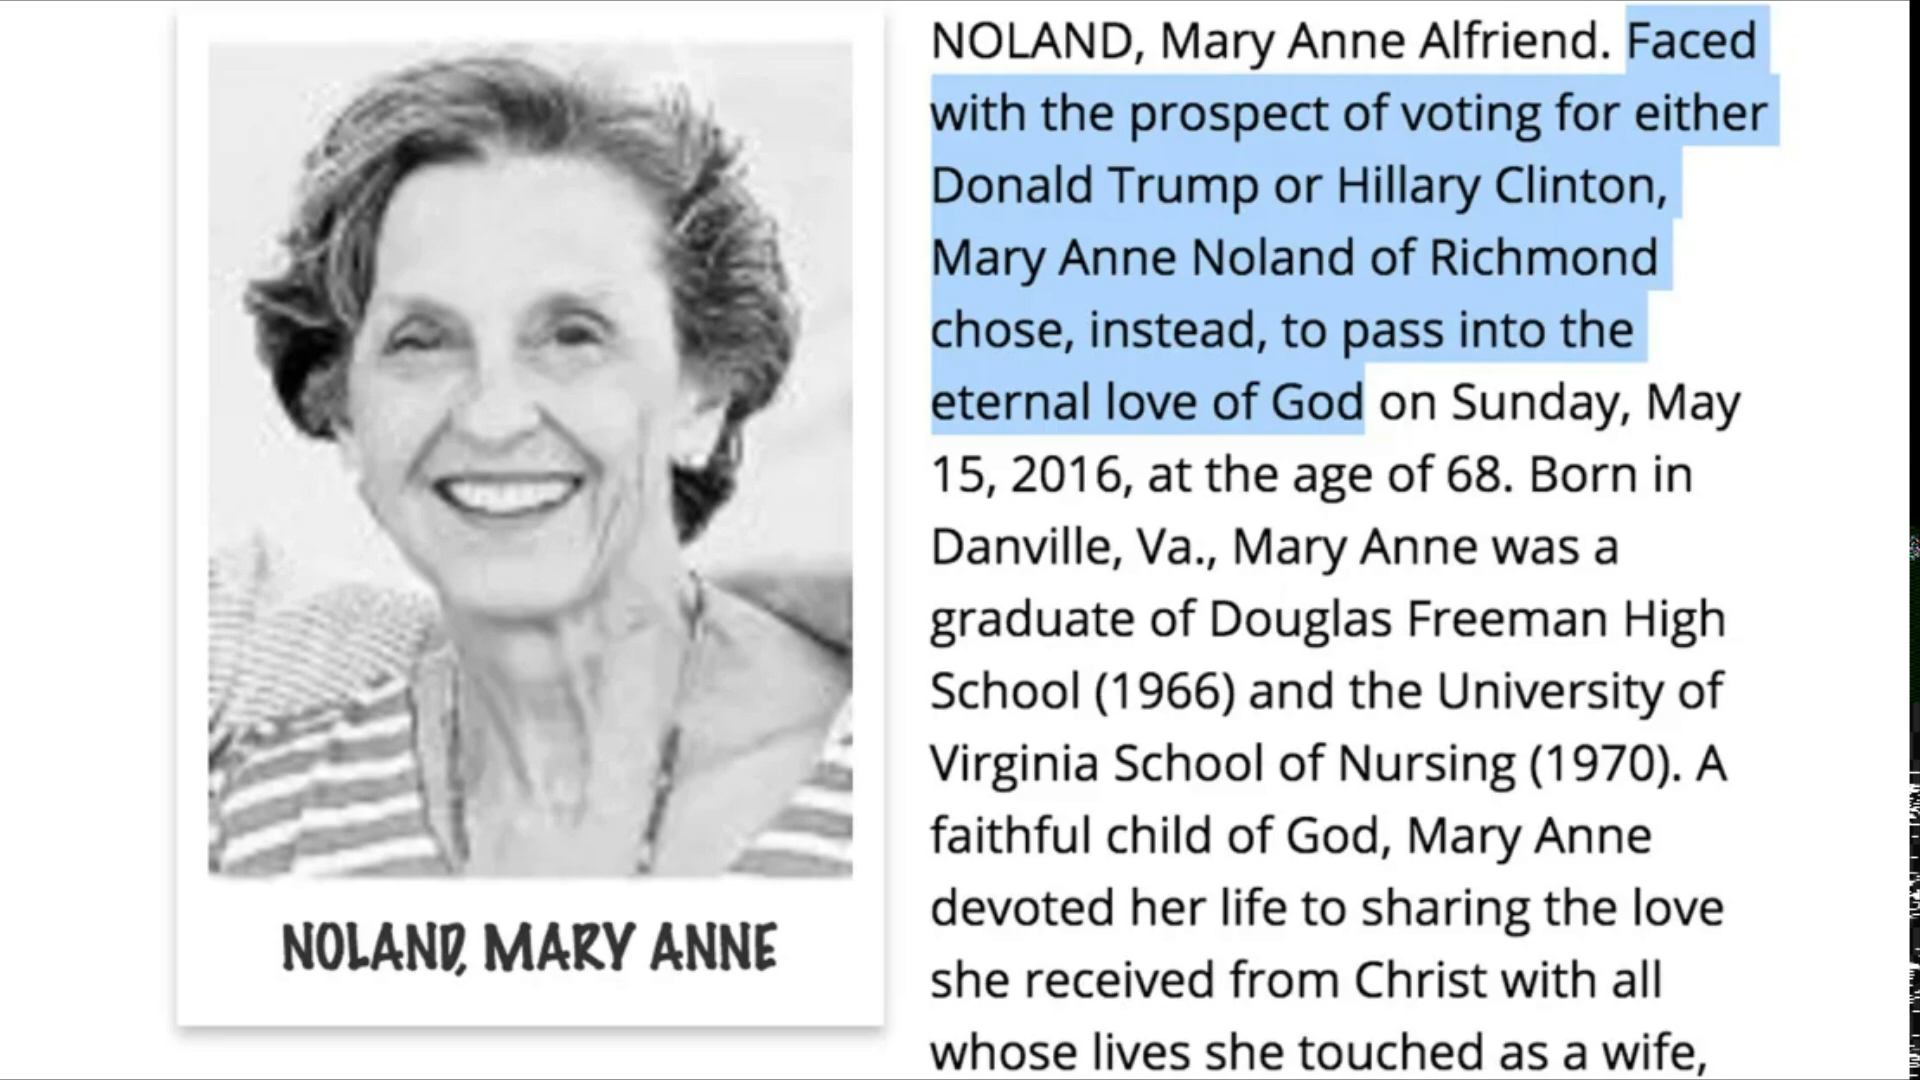 NOLAND, Mary Anne Alfriend. Faced
with the prospect of voting for either
Donald Trump or Hillary Clinton,
Mary Anne Noland of Richmond
chose, instead, to pass into the
eternal love of God on Sunday, May
15, 2016, at the age of 68. Born in
Danville, Va., Mary Anne was a
graduate of Douglas Freeman High
School (1966) and the University of
Virginia School of Nursing (1970). A
faithful child of God, Mary Anne
devoted her life to sharing the love
she received from Christ with all
whose lives she touched as a wife,
NOLAND, MARY ANNE